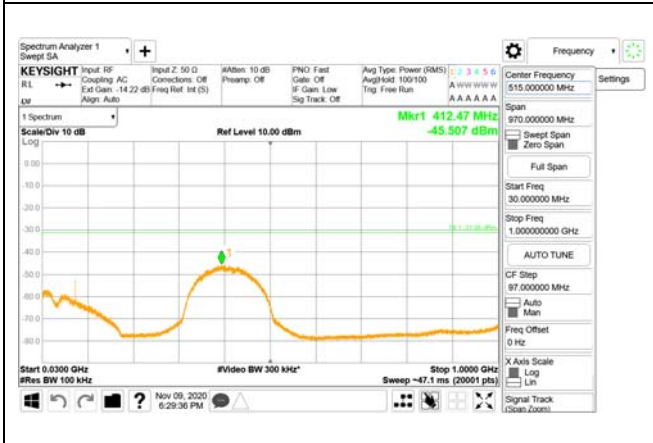 Spectrum Analyzer 1
Swept SA
Frequency
KEYSIGHT
Input: RF
Coupling: AC
Ext Gain: -14.22 dB
Align: Auto
Input Z: 50 Ω
Corrections: Off
Freq Ref: Int (S)
#Atten: 10 dB
Preamp: Off
PNO: Fast
Gate: Off
IF Gain: Low
Sig Track: Off
Avg Type: Power (RMS)
Avg|Hold: 100/100
Trig: Free Run
1 2 3 4 5 6
A W W W W W
A A A A A A
RL
1 Spectrum
Scale/Div 10 dB
Log
Ref Level 10.00 dBm
Mkr1 412.47 MHz
-45.507 dBm
0.00
-10.0
-20.0
-30.0
-40.0
-50.0
-60.0
-70.0
-80.0
1
Start 0.0300 GHz
#Res BW 100 kHz
#Video BW 300 kHz*
Stop 1.0000 GHz
Sweep ~47.1 ms (20001 pts)
Nov 09, 2020
6:29:36 PM
Center Frequency
515.000000 MHz
Settings
Span
970.000000 MHz
Swept Span
Zero Span
Full Span
Start Freq
30.000000 MHz
Stop Freq
1.000000000 GHz
AUTO TUNE
CF Step
97.000000 MHz
Auto
Man
Freq Offset
0 Hz
X Axis Scale
Log
Lin
Signal Track
(Span Zoom)